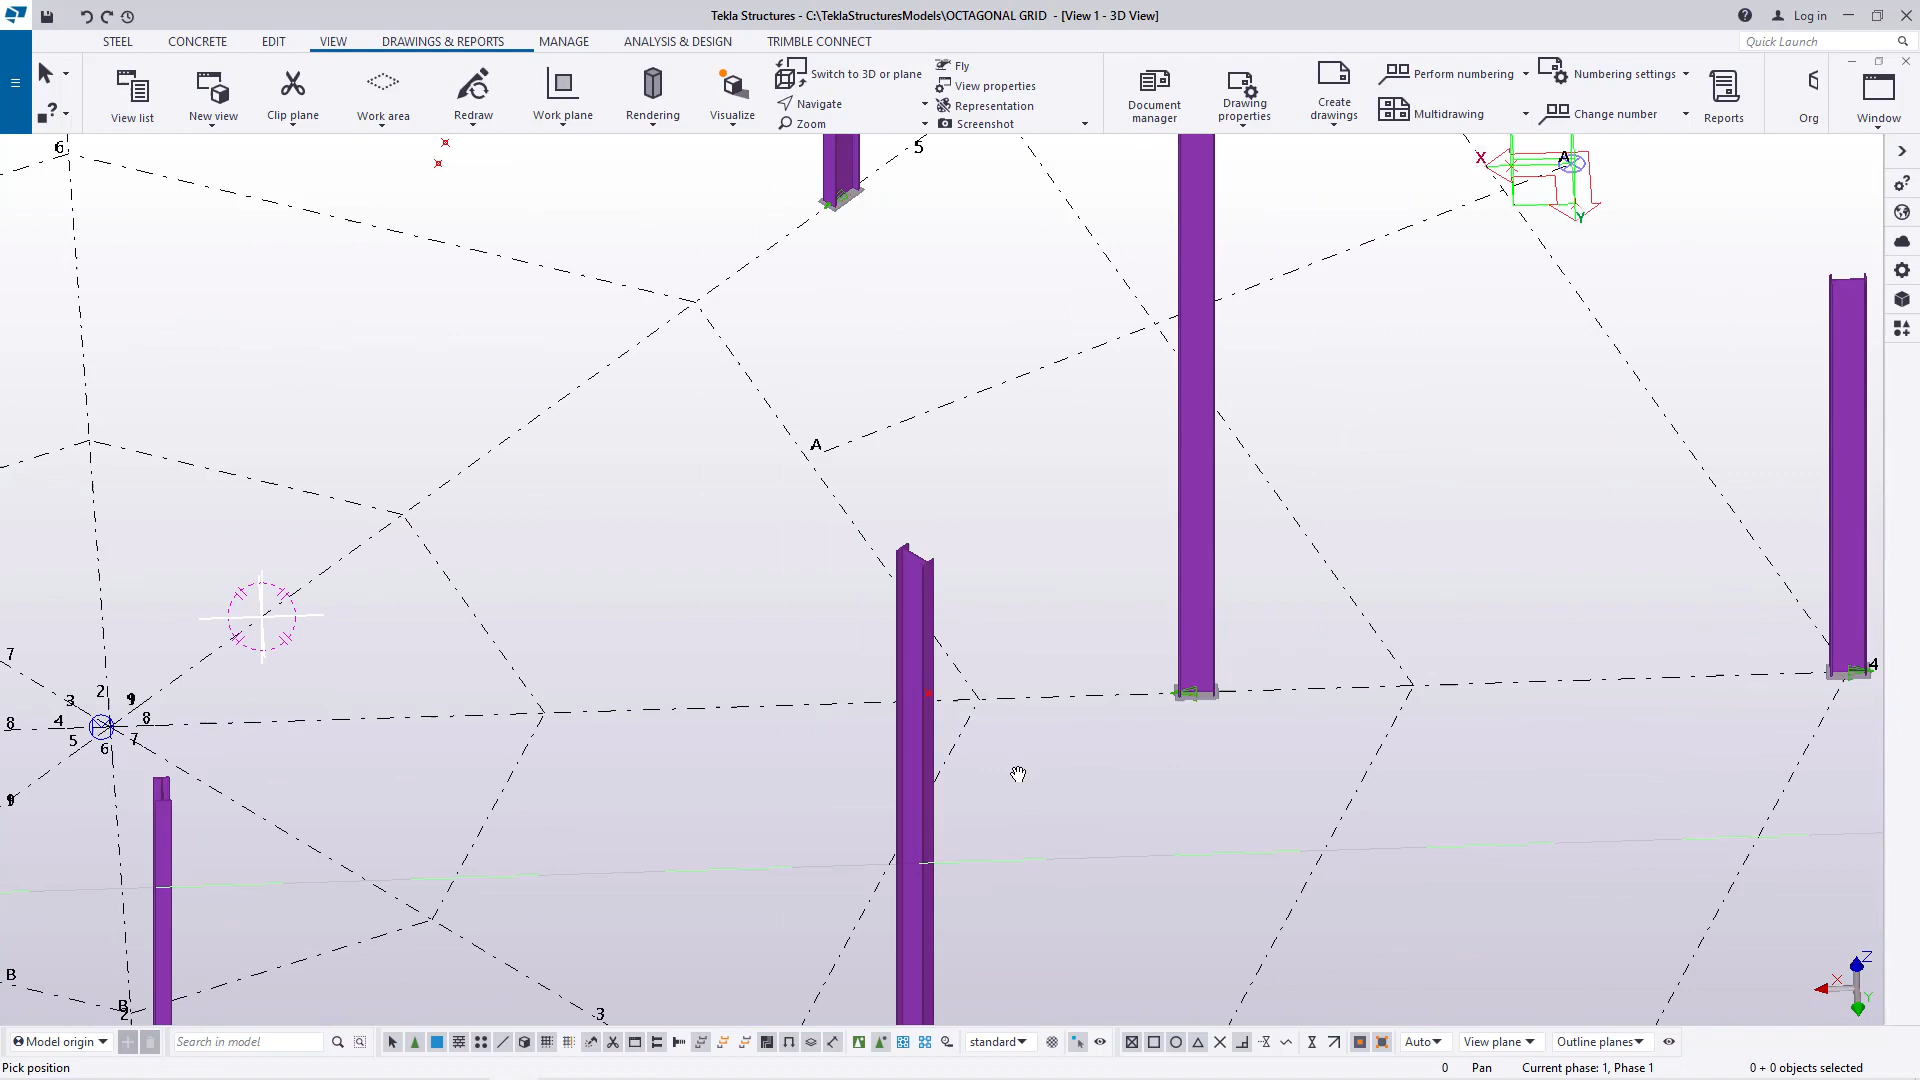 Tekla Structures - C:\TeklaStructuresModels\OCTAGONAL GRID - [View 1 - 3D View]
Log in
STEEL CONCRETE EDIT VIEW DRAWINGS & REPORTS MANAGE ANALYSIS & DESIGN TRIMBLE CONNECT
Quick Launch
View list
New view
Clip plane
Work area
Redraw
Work plane
Rendering
Visualize
Switch to 3D or plane
Navigate
Zoom
Fly
View properties
Representation
Screenshot
Document manager
Drawing properties
Create drawings
Perform numbering
Multidrawing
Numbering settings
Change number
Reports
Org
Window
6
5
X
A
Y
A
4
7
3
2
9
8
4
8
5
6
7
9
B
B
2
3
Z
X
Y
Model origin
Search in model
standard
Auto
View plane
Outline planes
Pick position
0
Pan
Current phase: 1, Phase 1
0 + 0 objects selected